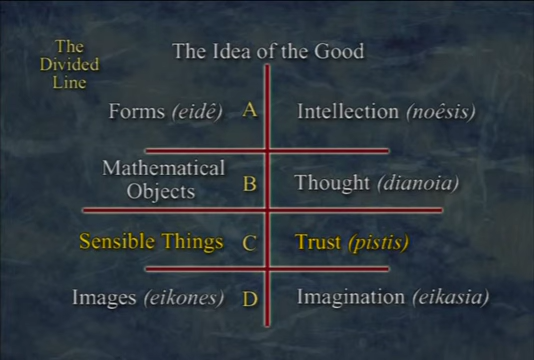 The
Divided
Line
The Idea of the Good
Forms (eidê) A Intellection (noêsis)
Mathematical
Objects B Thought (dianoia)
Sensible Things C Trust (pistis)
Images (eikones) D Imagination (eikasia)